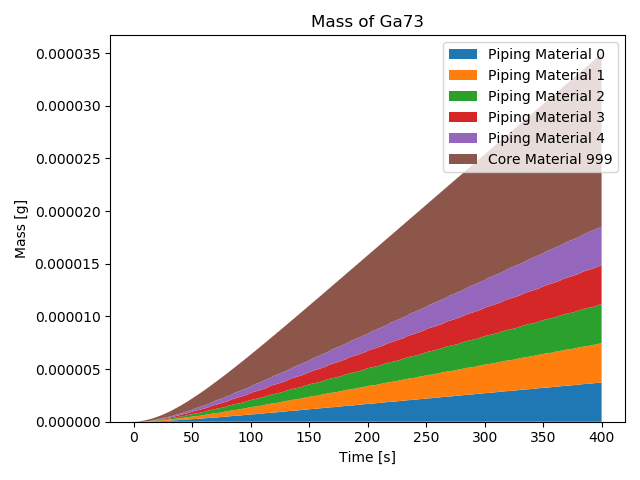 Mass of Ga73
Piping Material 0
Piping Material 1
Piping Material 2
Piping Material 3
Piping Material 4
Core Material 999
0.000035
0.000030
0.000025
0.000020
0.000015
0.000010
0.000005
0.000000
Mass [g]
0 50 100 150 200 250 300 350 400
Time [s]